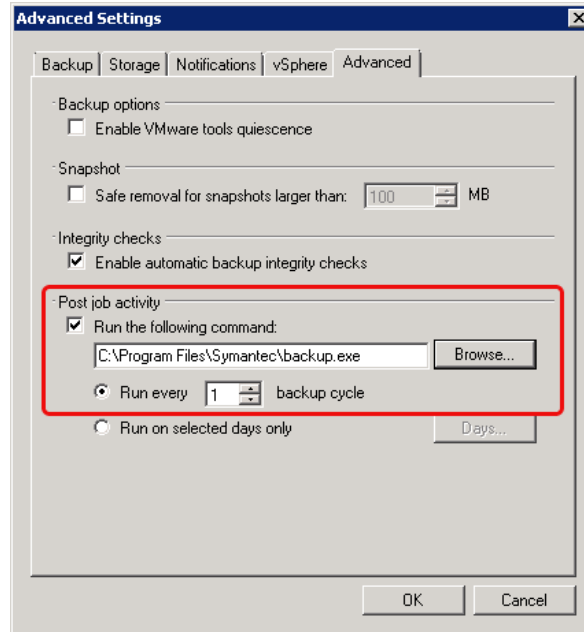 Advanced Settings
Backup Storage Notifications vSphere Advanced
Backup options
Enable VMware tools quiescence
Snapshot
Safe removal for snapshots larger than: 100 MB
Integrity checks
Enable automatic backup integrity checks
Post job activity
Run the following command:
C:\Program Files\Symantec\backup.exe Browse...
Run every 1 backup cycle
Run on selected days only Days...
OK Cancel